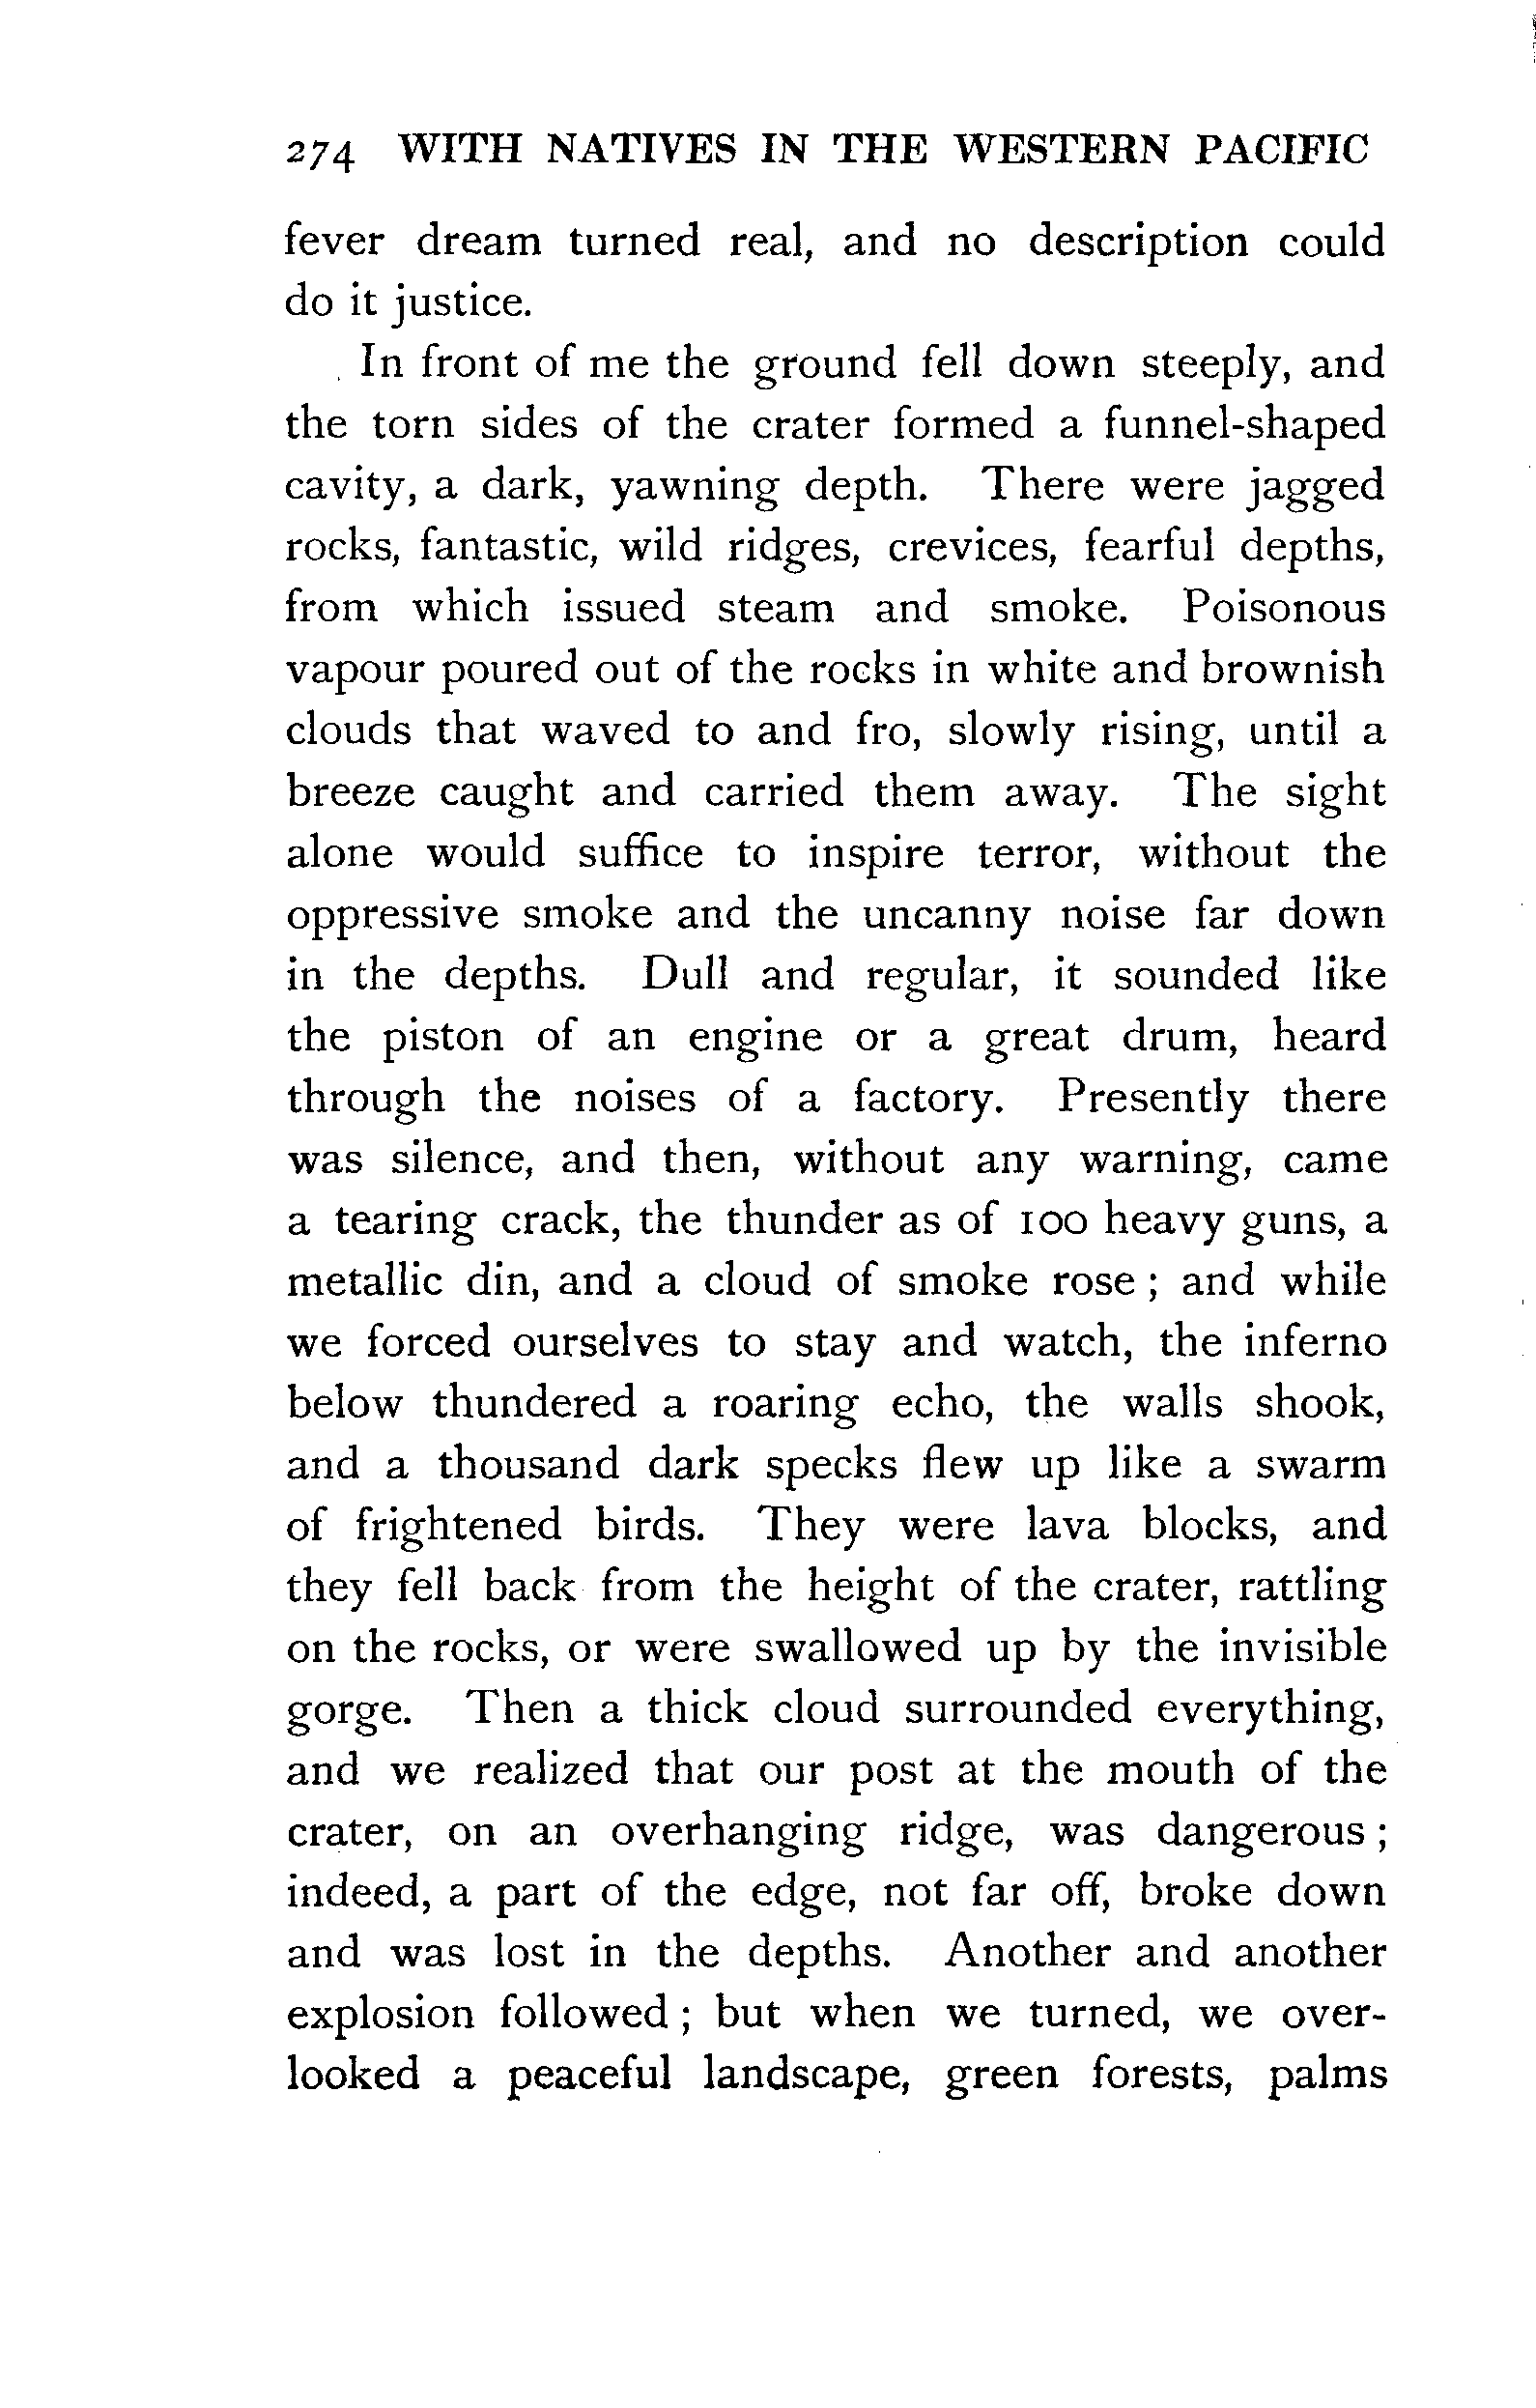 274 WITH NATIVES IN THE WESTERN PACIFIC
fever dream turned real, and no description could
do it justice.
In front of me the ground fell down steeply, and
the torn sides of the crater formed a funnel-shaped
cavity, a dark, yawning depth. There were jagged
rocks, fantastic, wild ridges, crevices, fearful depths,
from which issued steam and smoke. Poisonous
vapour poured out of the rocks in white and brownish
clouds that waved to and fro, slowly rising, until a
breeze caught and carried them away. The sight
alone would suffice to inspire terror, without the
oppressive smoke and the uncanny noise far down
in the depths. Dull and regular, it sounded like
the piston of an engine or a great drum, heard
through the noises of a factory. Presently there
was silence, and then, without any warning, came
a tearing crack, the thunder as of 100 heavy guns, a
metallic din, and a cloud of smoke rose ; and while
we forced ourselves to stay and watch, the inferno
below thundered a roaring echo, the walls shook,
and a thousand dark specks flew up like a swarm
of frightened birds. They were lava blocks, and
they fell back from the height of the crater, rattling
on the rocks, or were swallowed up by the invisible
gorge. Then a thick cloud surrounded everything,
and we realized that our post at the mouth of the
crater, on an overhanging ridge, was dangerous ;
indeed, a part of the edge, not far off, broke down
and was lost in the depths. Another and another
explosion followed ; but when we turned, we over-
looked a peaceful landscape, green forests, palms